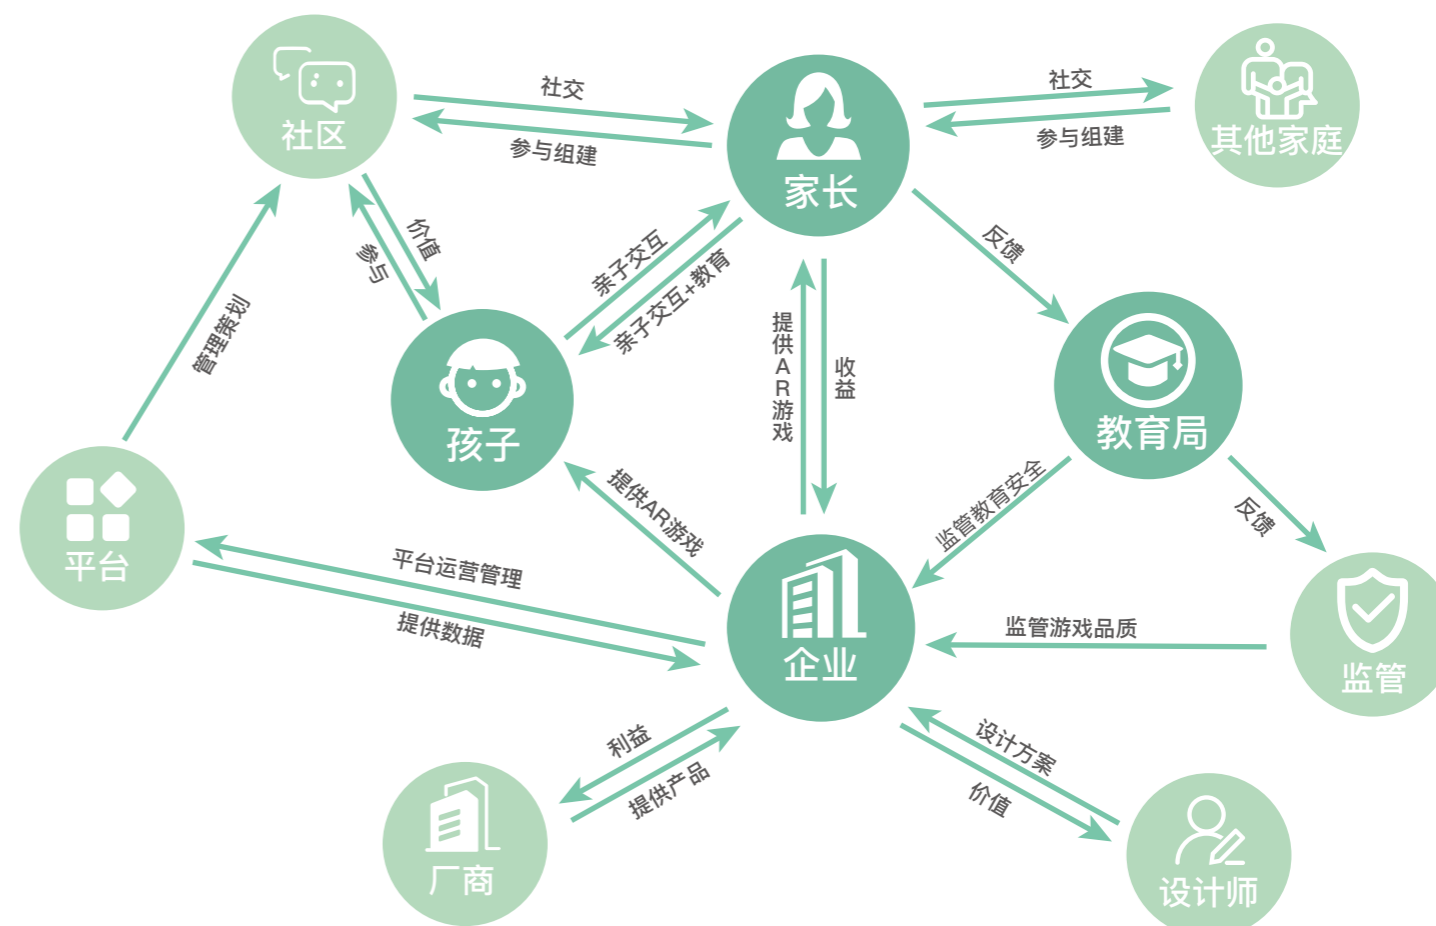 社区
社交
参与组建
家长
社交
参与组建
其他家庭
价值
参与
亲子交互
亲子交互+教育
反馈
管理策划
孩子
提供AR游戏
收益
教育局
平台
提供AR游戏
监管教育安全
反馈
平台运营管理
提供数据
企业
监管游戏品质
监管
利益
提供产品
设计方案
价值
厂商
设计师